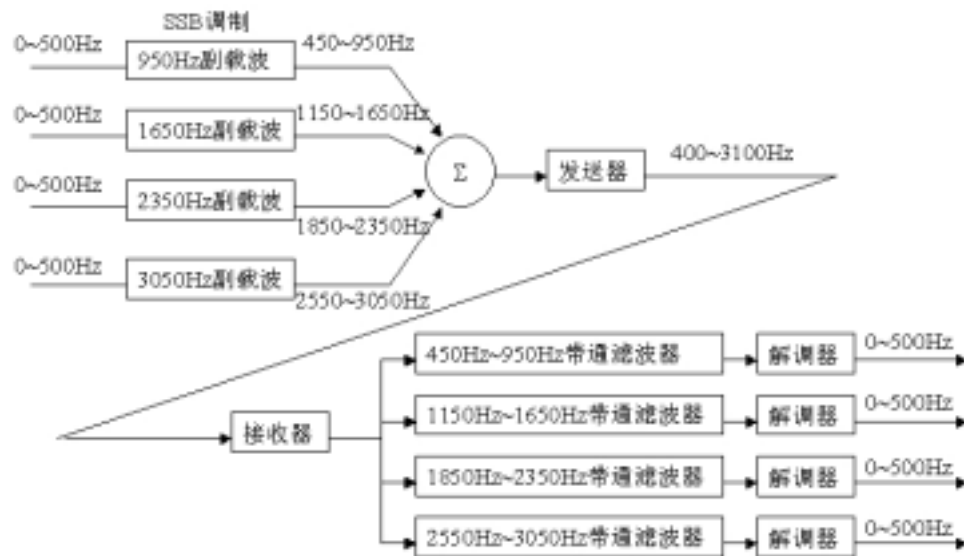 SSB调制
0~500Hz
950Hz副载波
450~950Hz
0~500Hz
1650Hz副载波
1150~1650Hz
0~500Hz
2350Hz副载波
1850~2350Hz
0~500Hz
3050Hz副载波
2550~3050Hz
Σ
发送器
400~3100Hz
接收器
450Hz~950Hz带通滤波器
解调器
0~500Hz
1150Hz~1650Hz带通滤波器
解调器
0~500Hz
1850Hz~2350Hz带通滤波器
解调器
0~500Hz
2550Hz~3050Hz带通滤波器
解调器
0~500Hz